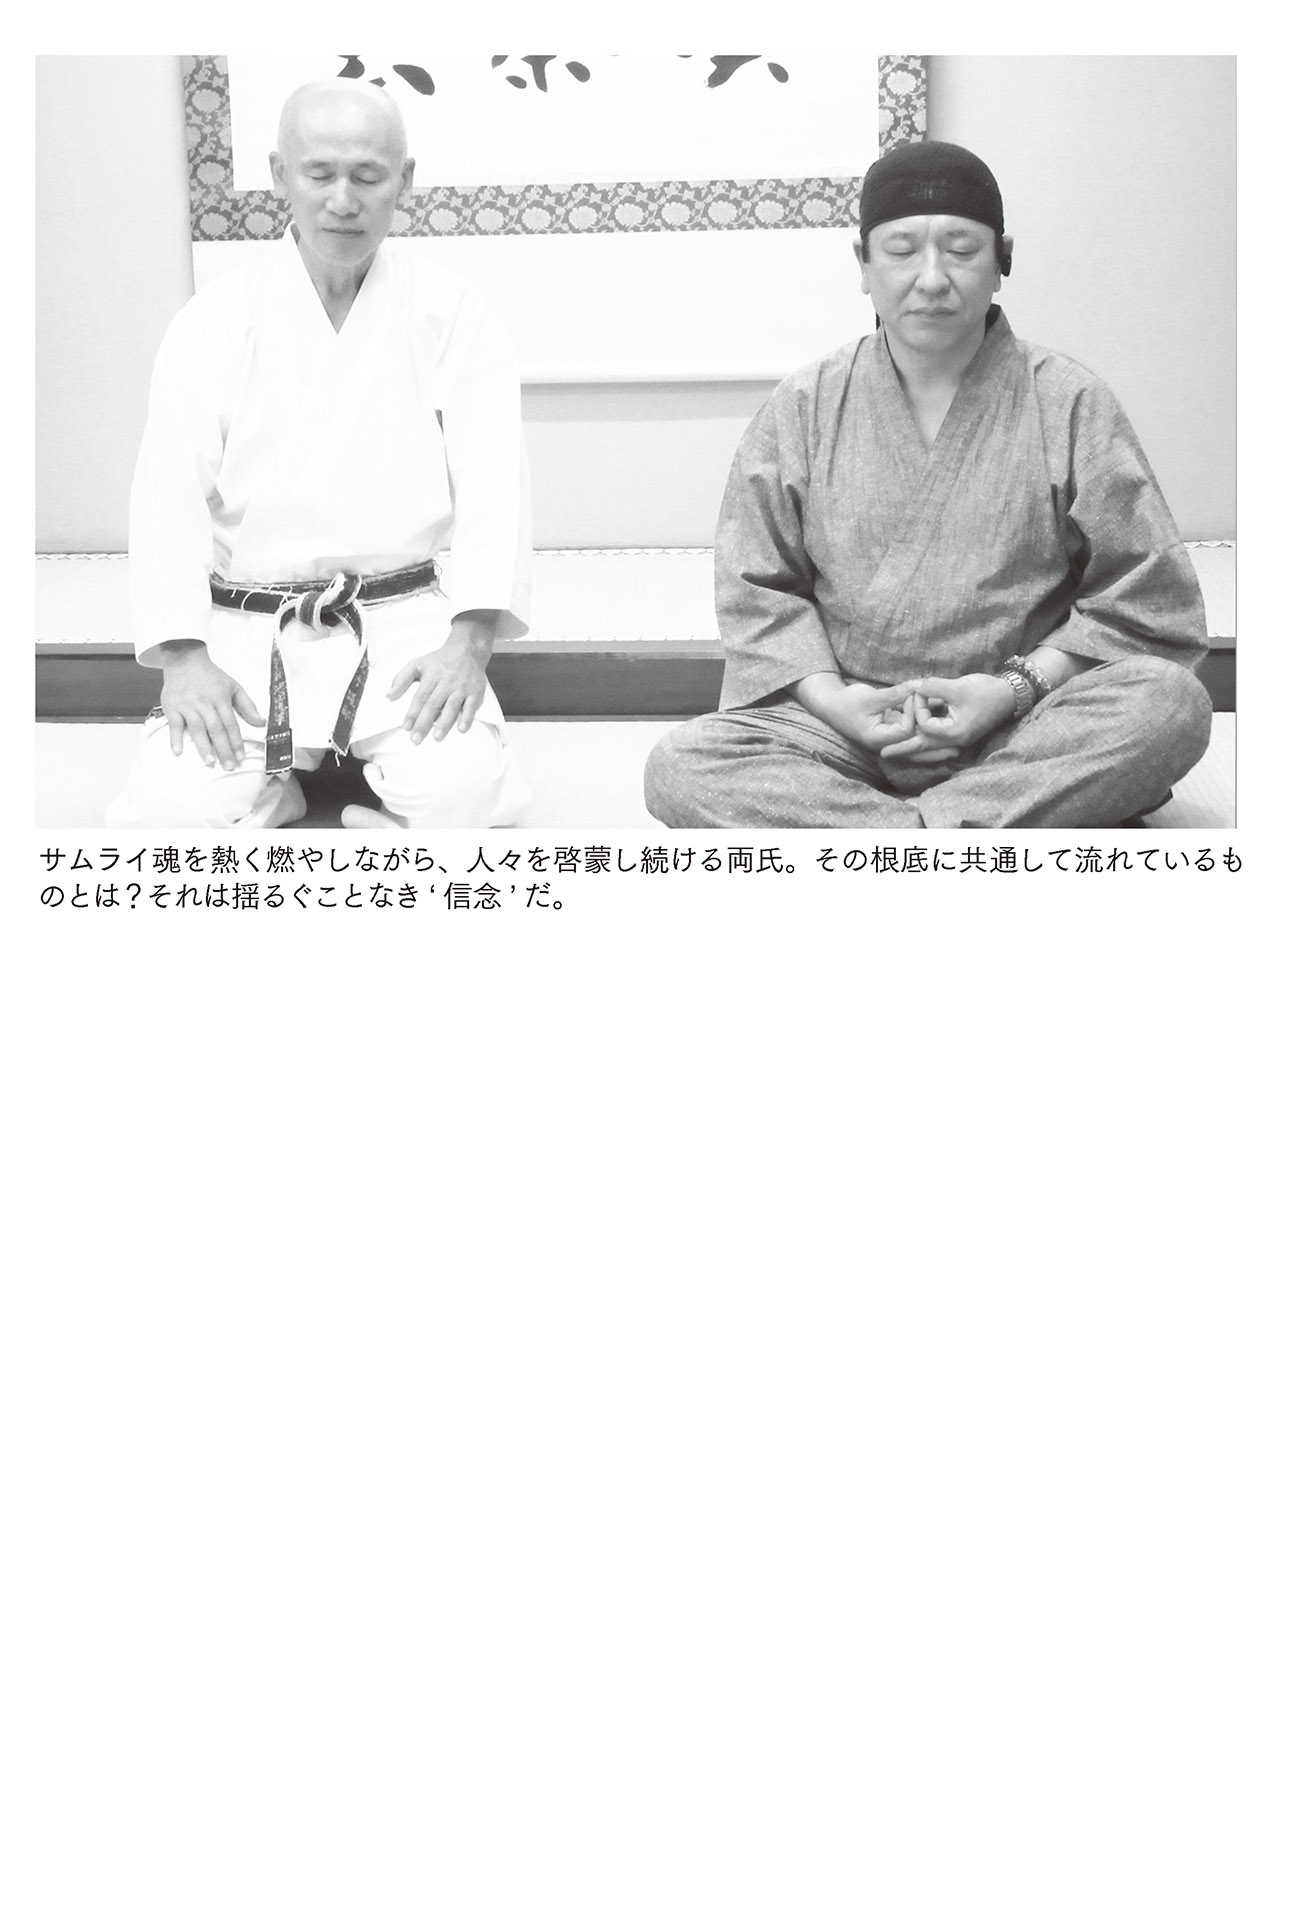 サムライ魂を熱く燃やしながら、人々を啓蒙し続ける両氏。その根底に共通して流れているも
のとは？それは揺るぐことなき ‘ 信念 ’ だ。